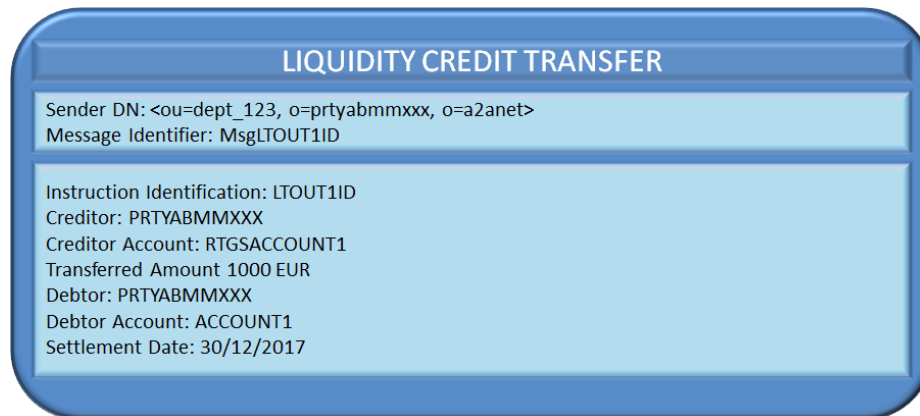 LIQUIDITY CREDIT TRANSFER
Sender DN: <ou=dept_123, o=prtyabmmxxx, o=a2anet>
Message Identifier: MsgLTOUT1ID
Instruction Identification: LTOUT1ID
Creditor: PRTYABMMXXX
Creditor Account: RTGSACCOUNT1
Transferred Amount 1000 EUR
Debtor: PRTYABMMXXX
Debtor Account: ACCOUNT1
Settlement Date: 30/12/2017